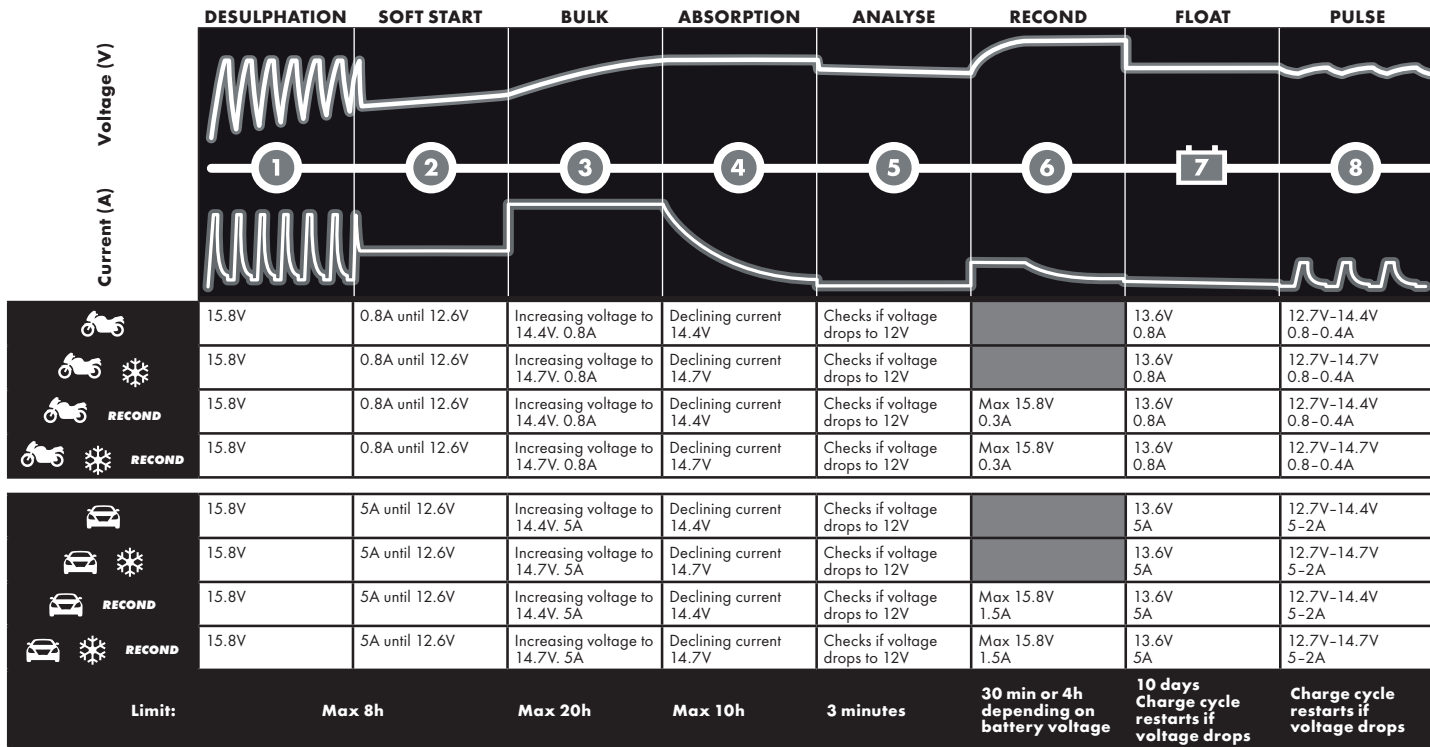 DESULPHATION SOFT START BULK ABSORPTION ANALYSE RECOND FLOAT PULSE
Voltage (V)
1 2 3 4 5 6 7 8
Current (A)
15.8V 0.8A until 12.6V Increasing voltage to Declining current Checks if voltage 13.6V 12.7V–14.4V
14.4V. 0.8A 14.4V drops to 12V 0.8A 0.8–0.4A
15.8V 0.8A until 12.6V Increasing voltage to Declining current Checks if voltage 13.6V 12.7V–14.7V
14.7V. 0.8A 14.7V drops to 12V 0.8A 0.8–0.4A
RECOND 15.8V 0.8A until 12.6V Increasing voltage to Declining current Checks if voltage Max 15.8V 13.6V 12.7V–14.4V
14.4V. 0.8A 14.4V drops to 12V 0.3A 0.8A 0.8–0.4A
RECOND 15.8V 0.8A until 12.6V Increasing voltage to Declining current Checks if voltage Max 15.8V 13.6V 12.7V–14.7V
14.7V. 0.8A 14.7V drops to 12V 0.3A 0.8A 0.8–0.4A
15.8V 5A until 12.6V Increasing voltage to Declining current Checks if voltage 13.6V 12.7V–14.4V
14.4V. 5A 14.4V drops to 12V 5A 5–2A
15.8V 5A until 12.6V Increasing voltage to Declining current Checks if voltage 13.6V 12.7V–14.7V
14.7V. 5A 14.7V drops to 12V 5A 5–2A
RECOND 15.8V 5A until 12.6V Increasing voltage to Declining current Checks if voltage Max 15.8V 13.6V 12.7V–14.4V
14.4V. 5A 14.4V drops to 12V 1.5A 5A 5–2A
RECOND 15.8V 5A until 12.6V Increasing voltage to Declining current Checks if voltage Max 15.8V 13.6V 12.7V–14.7V
14.7V. 5A 14.7V drops to 12V 1.5A 5A 5–2A
Limit: Max 8h Max 20h Max 10h 3 minutes
30 min or 4h
depending on
battery voltage
10 days
Charge cycle
restarts if
voltage drops
Charge cycle
restarts if
voltage drops